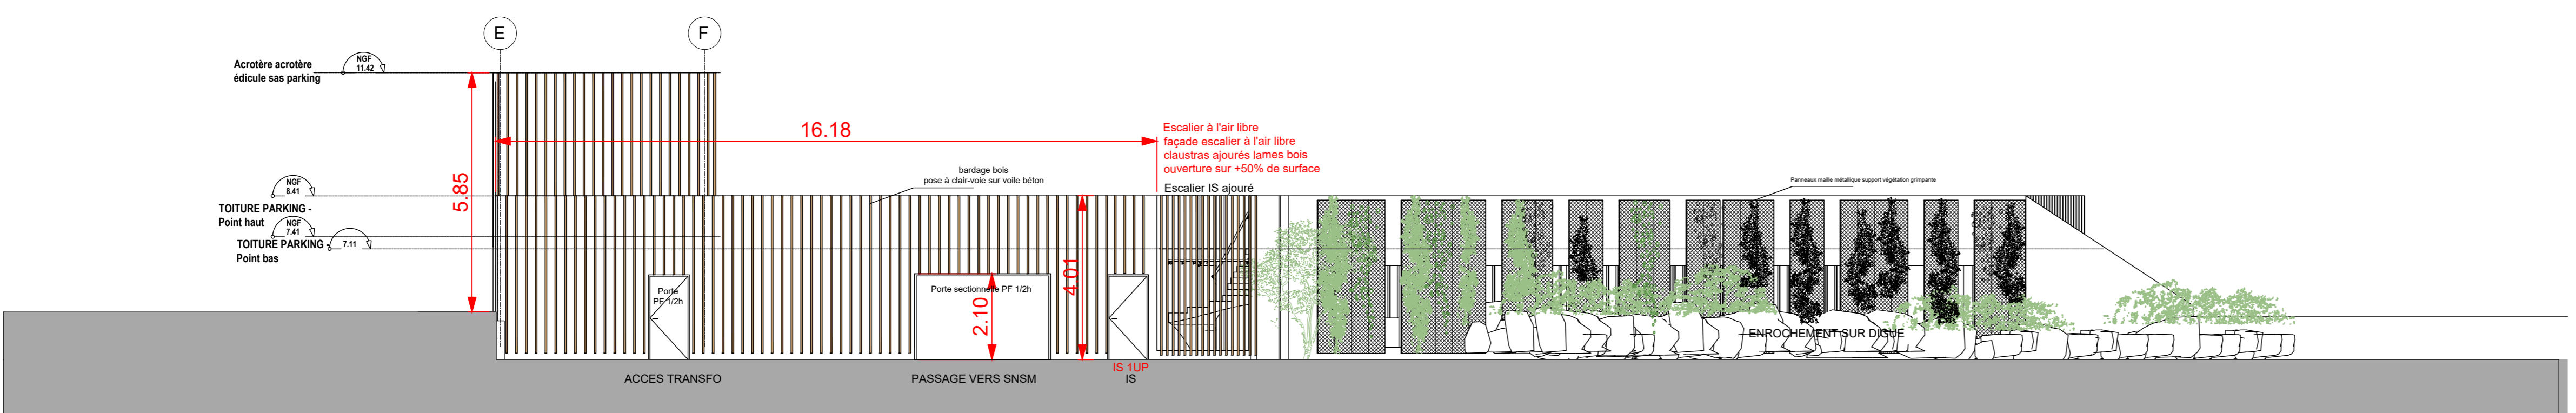 E
F
Acrotère acrotère
édicule sas parking
NGF
11.42
16.18
Escalier à l'air libre
façade escalier à l'air libre
claustras ajourés lames bois
ouverture sur +50% de surface
Escalier IS ajouré
bardage bois
pose à clair-voie sur voile béton
Panneaux maille métallique support végétation grimpante
5.85
NGF
8.41
TOITURE PARKING -
Point haut
NGF
7.41
TOITURE PARKING -
Point bas
7.11
4.01
Porte
PF 1/2h
Porte sectionnelle PF 1/2h
2.10
ENROCHEMENT SUR DIGUE
ACCES TRANSFO
PASSAGE VERS SNSM
IS 1UP
IS